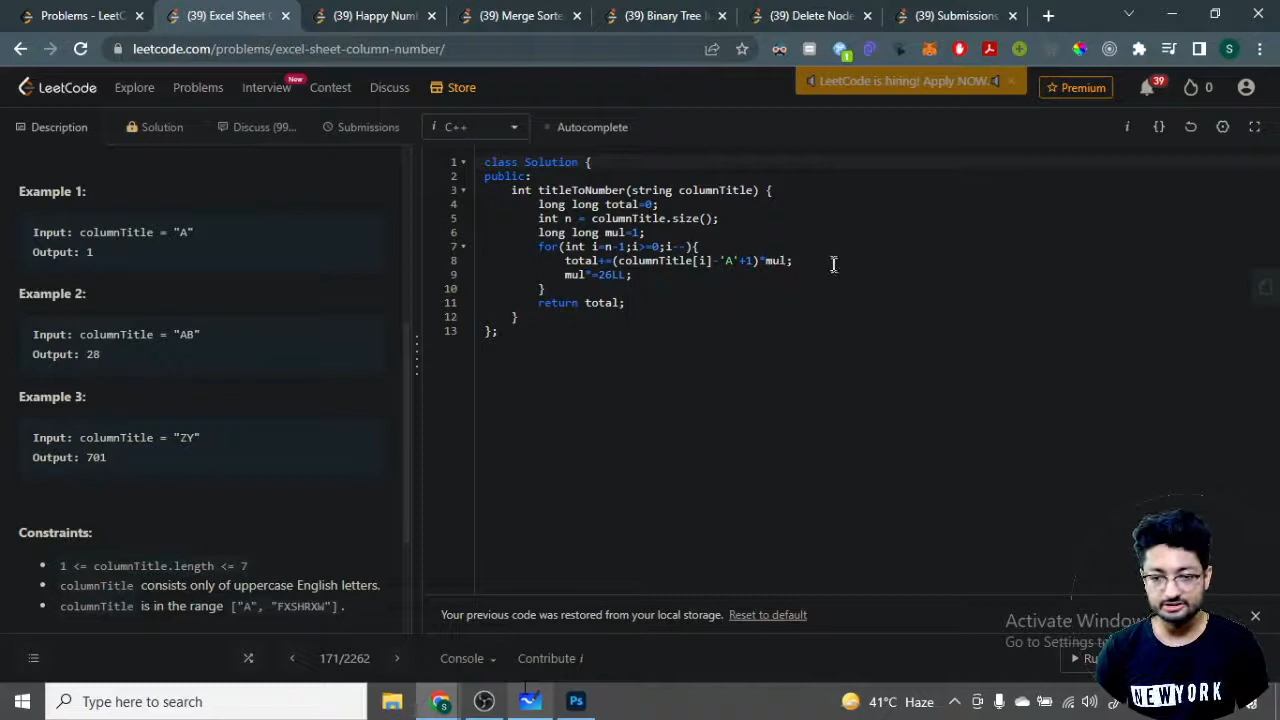 Problems - LeetC
(39) Excel Sheet C
(39) Happy Num
(39) Merge Sorte
(39) Binary Tree I
(39) Delete Node
(39) Submissions
leetcode.com/problems/excel-sheet-column-number/
LeetCode
Explore
Problems
Interview
New
Contest
Discuss
Store
LeetCode is hiring! Apply NOW.
Premium
39
0
Description
Solution
Discuss (99...
Submissions
i C++
Autocomplete
Example 1:
Input: columnTitle = "A"
Output: 1
Example 2:
Input: columnTitle = "AB"
Output: 28
Example 3:
Input: columnTitle = "ZY"
Output: 701
Constraints:
1 <= columnTitle.length <= 7
columnTitle consists only of uppercase English letters.
columnTitle is in the range ["A", "FXSHRXW"].
1 class Solution {
2 public:
3 int titleToNumber(string columnTitle) {
4 long long total=0;
5 int n = columnTitle.size();
6 long long mul=1;
7 for(int i=n-1;i>=0;i--){
8 total+=(columnTitle[i]-'A'+1)*mul;
9 mul*=26LL;
10 }
11 return total;
12 }
13 };
Your previous code was restored from your local storage. Reset to default
Activate Window
Go to Settings t
171/2262
Console
Contribute i
Ru
NEWYORK
Type here to search
41°C Haze